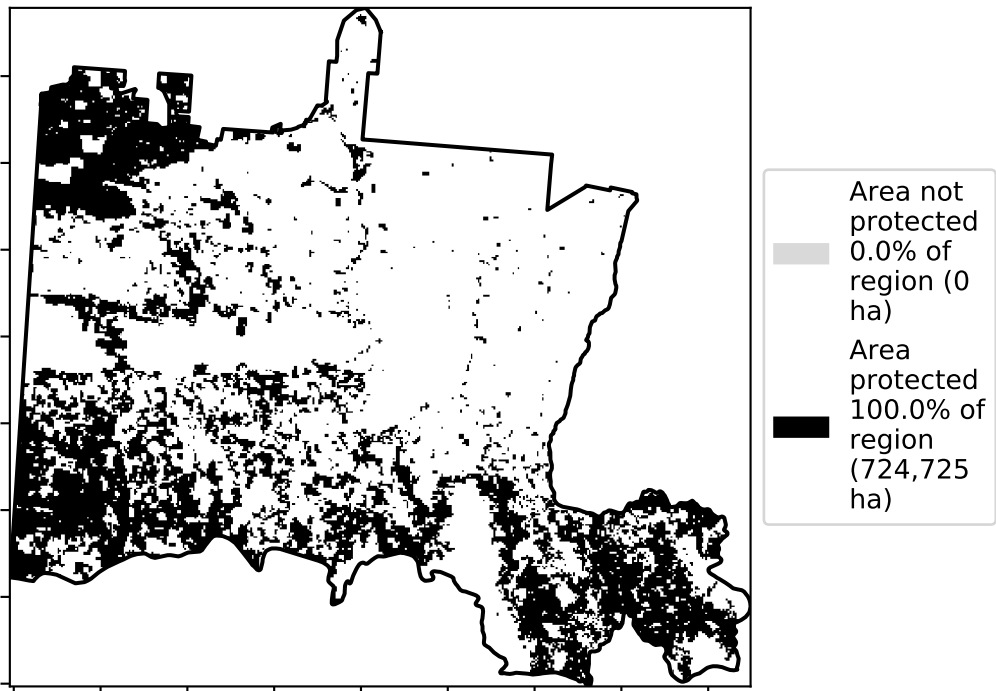 Area not
protected
0.0% of
region (0
ha)
Area
protected
100.0% of
region
(724,725
ha)